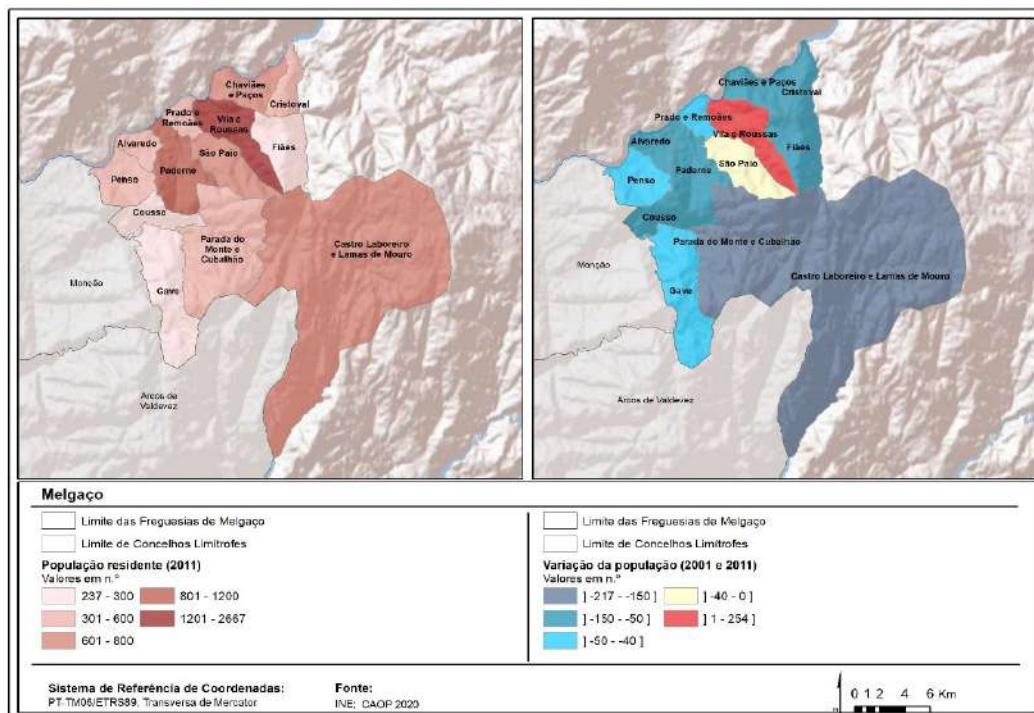 Chaviães e Paços
Cristoval
Prado e Remoães
Vila e Roussas
Alvaredo
São Paio
Fiães
Paderne
Penso
Cousso
Parada do Monte e Cubalhão
Castro Laboreiro e Lamas de Mouro
Monção
Gave
Arcos de Valdevez
Chaviães e Paços
Cristoval
Prado e Remoães
Vila e Roussas
Alvaredo
São Paio
Fiães
Paderne
Penso
Cousso
Parada do Monte e Cubalhão
Castro Laboreiro e Lamas de Mouro
Monção
Gave
Arcos de Valdevez
Melgaço
Limite das Freguesias de Melgaço
Limite de Concelhos Limítrofes
População residente (2011)
Valores em n.º
237 - 300
801 - 1200
301 - 600
1201 - 2667
601 - 800
Limite das Freguesias de Melgaço
Limite de Concelhos Limítrofes
Variação da população (2001 e 2011)
Valores em n.º
] -217 - -150 ]
] -40 - 0 ]
] -150 - -50 ]
] 1 - 254 ]
] -50 - -40 ]
Sistema de Referência de Coordenadas:
PT-TM06/ETRS89, Transversa de Mercator
Fonte:
INE; CAOP 2020
0 1 2 4 6 Km